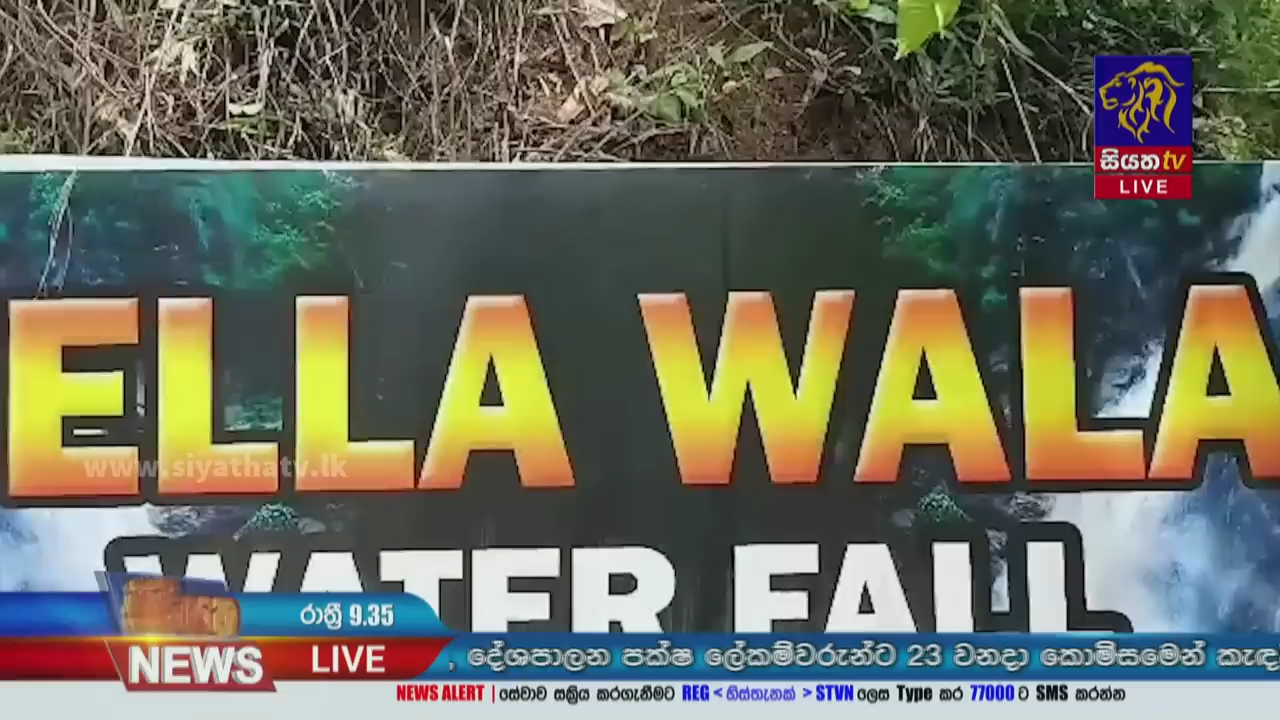 සියත tv
LIVE
ELLA WALA
www.siyathatv.lk
WATER FALL
රාත්‍රී 9.35
NEWS LIVE
, දේශපාලන පක්ෂ ලේකම්වරුන්ට 23 වනදා කොමිසමෙන් කැඳ
NEWS ALERT | සේවාව සක්‍රිය කරගැනීමට REG < හිස්තැනක් > STVN ලෙස Type කර 77000 ට SMS කරන්න